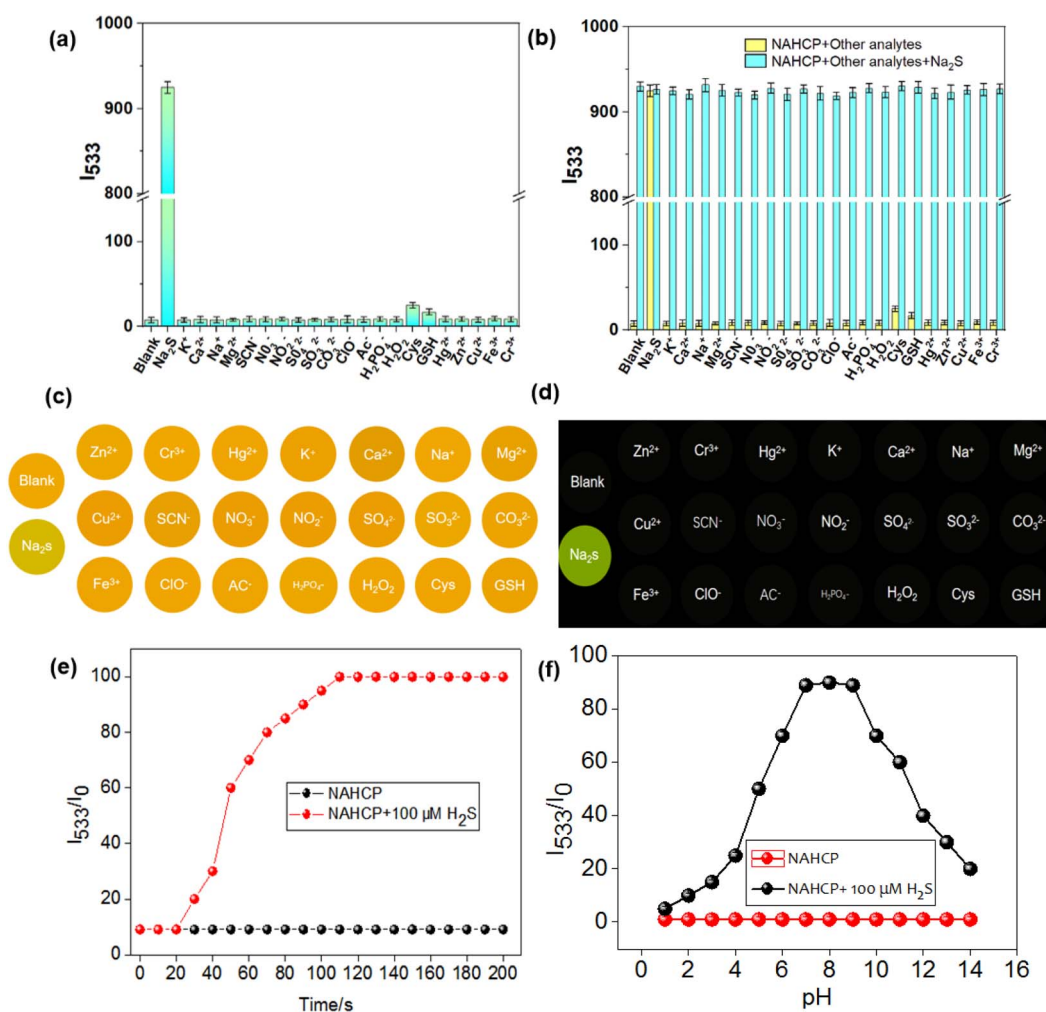 (a)
1000
900
800
100
0
I533
Blank
Na2S
K+
Ca2+
Na+
Mg2+
SCN-
N03-
NO2-
S042-
SO32-
CO32-
ClO-
Ac-
H2PO4-
H2O2
Cys
GSH
Hg2+
Zn2+
Cu2+
Fe3+
Cr3+
(b)
NAHCP+Other analytes
NAHCP+Other analytes+Na2S
1000
900
800
100
0
I533
Blank
Na2S
K+
Ca2+
Na+
Mg2+
SCN-
N03-
NO2-
S042-
SO32-
CO32-
ClO-
Ac-
H2PO4-
H2O2
Cys
GSH
Hg2+
Zn2+
Cu2+
Fe3+
Cr3+
(c)
Blank
Na2s
Zn2+ Cr3+ Hg2+ K+ Ca2+ Na+ Mg2+
Cu2+ SCN- NO3- NO2- SO42- SO32- CO32-
Fe3+ ClO- AC- H2PO4- H2O2 Cys GSH
(d)
Blank
Na2s
Zn2+ Cr3+ Hg2+ K+ Ca2+ Na+ Mg2+
Cu2+ SCN- NO3- NO2- SO42- SO32- CO32-
Fe3+ ClO- AC- H2PO4- H2O2 Cys GSH
(e)
100
80
60
40
20
0
I533/I0
NAHCP
NAHCP+100 µM H2S
0 20 40 60 80 100 120 140 160 180 200
Time/s
(f)
100
80
60
40
20
0
I533/I0
NAHCP
NAHCP+ 100 µM H2S
0 2 4 6 8 10 12 14 16
pH